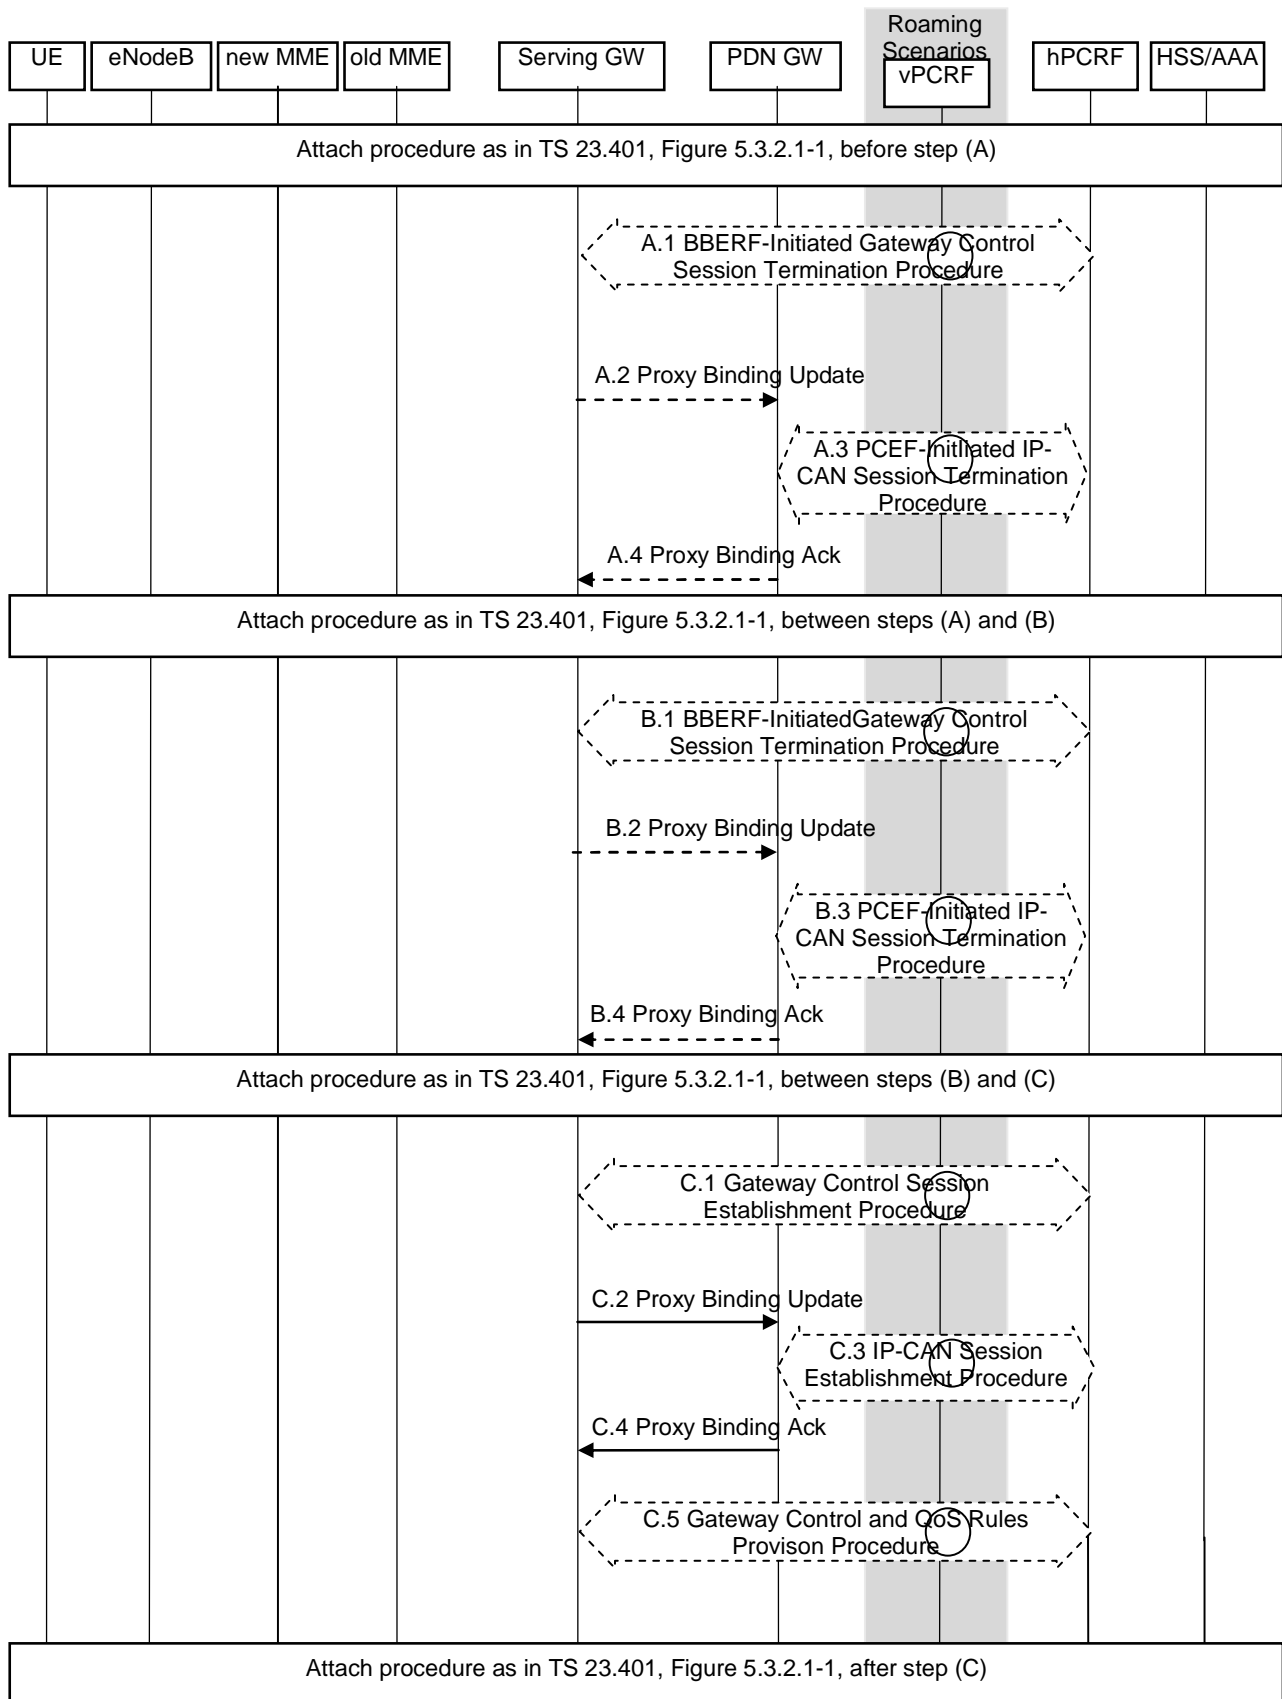 Roaming
Scenarios
UE
eNodeB
new MME
old MME
Serving GW
PDN GW
vPCRF
hPCRF
HSS/AAA
Attach procedure as in TS 23.401, Figure 5.3.2.1-1, before step (A)
A.1 BBERF-Initiated Gateway Control
Session Termination Procedure
A.2 Proxy Binding Update
A.3 PCEF-Initliated IP-
CAN Session Termination
Procedure
A.4 Proxy Binding Ack
Attach procedure as in TS 23.401, Figure 5.3.2.1-1, between steps (A) and (B)
B.1 BBERF-InitiatedGateway Control
Session Termination Procedure
B.2 Proxy Binding Update
B.3 PCEF-Initiated IP-
CAN Session Termination
Procedure
B.4 Proxy Binding Ack
Attach procedure as in TS 23.401, Figure 5.3.2.1-1, between steps (B) and (C)
C.1 Gateway Control Session
Establishment Procedure
C.2 Proxy Binding Update
C.3 IP-CAN Session
Establishment Procedure
C.4 Proxy Binding Ack
C.5 Gateway Control and QoS Rules
Provison Procedure
Attach procedure as in TS 23.401, Figure 5.3.2.1-1, after step (C)